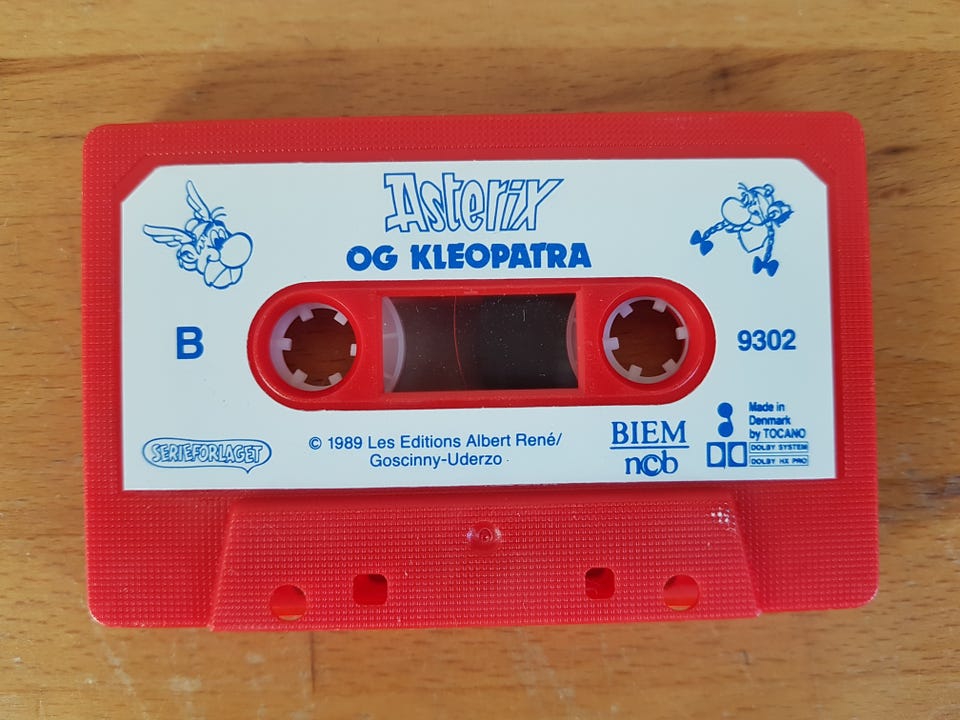 Asterix
OG KLEOPATRA
B
9302
SERIEFORLAGET
© 1989 Les Editions Albert René/
Goscinny-Uderzo
BIEM
ncb
Made in
Denmark
by TOCANO
DOLBY SYSTEM
DOLBY HX PRO